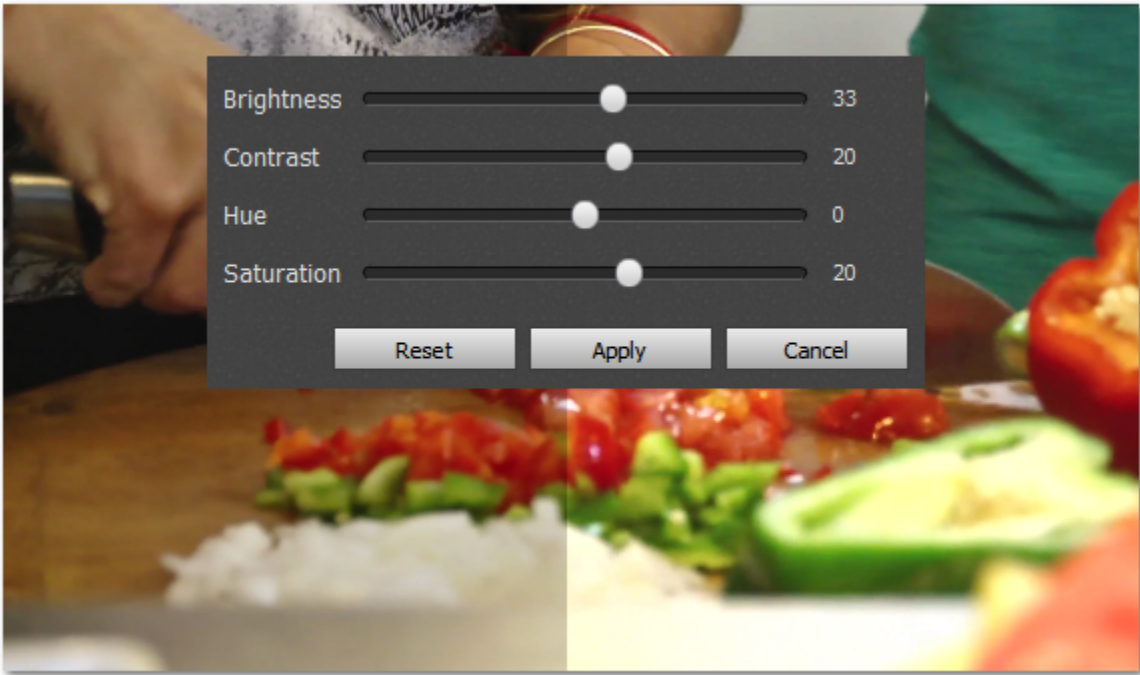 Brightness 33
Contrast 20
Hue 0
Saturation 20
Reset Apply Cancel